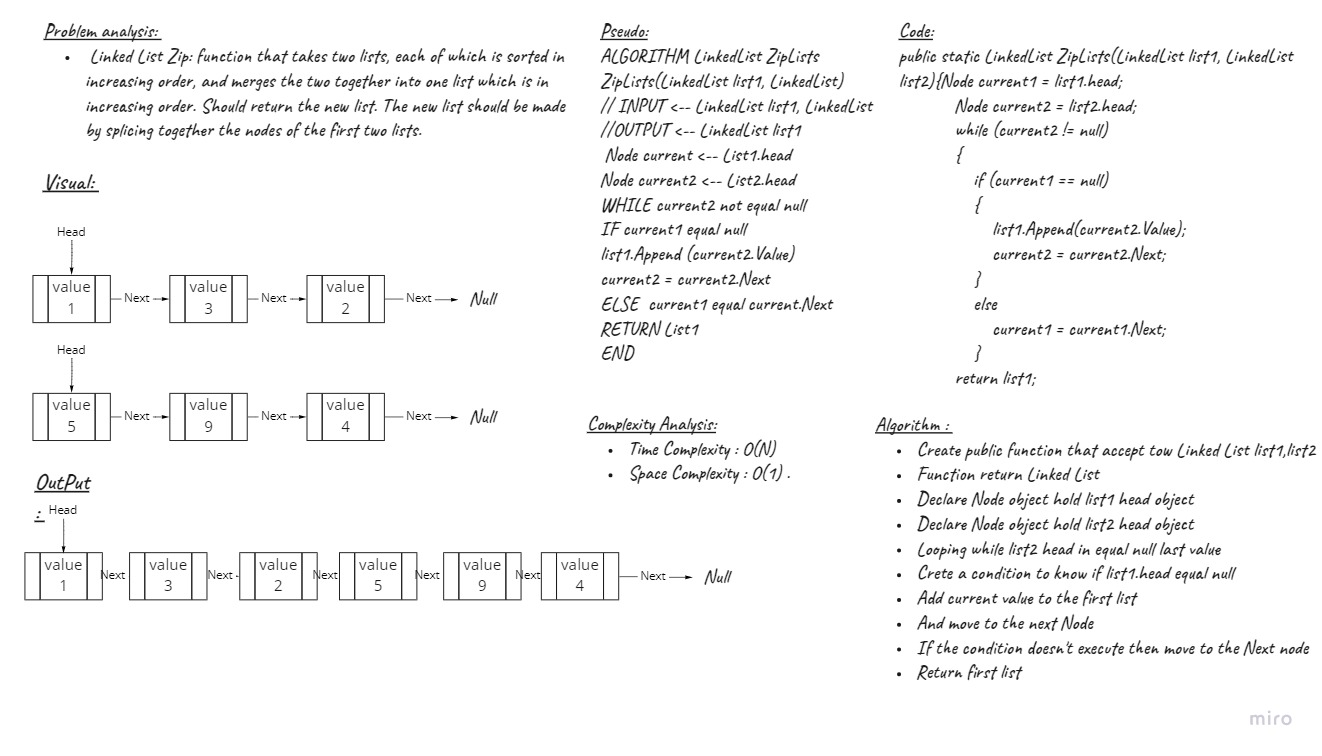 Problem analysis:
• Linked List Zip: function that takes two lists, each of which is sorted in
increasing order, and merges the two together into one list which is in
increasing order. Should return the new list. The new list should be made
by splicing together the nodes of the first two lists.
Visual:
Head
value value value
1 Next 3 Next 2 Next Null
Head
value value value
5 Next 9 Next 4 Next Null
OutPut
: Head
value value value value value value
1 Next 3 Next 2 Next 5 Next 9 Next 4 Next Null
Pseudo:
ALGORITHM LinkedList ZipLists
ZipLists(LinkedList list1, LinkedList)
// INPUT <-- LinkedList list1, LinkedList
//OUTPUT <-- LinkedList list1
Node current <-- List1.head
Node current2 <-- List2.head
WHILE current2 not equal null
IF current1 equal null
list1.Append (current2.Value)
current2 = current2.Next
ELSE current1 equal current.Next
RETURN List1
END
Complexity Analysis:
• Time Complexity : O(N)
• Space Complexity : O(1) .
Code:
public static LinkedList ZipLists(LinkedList list1, LinkedList
list2){Node current1 = list1.head;
Node current2 = list2.head;
while (current2 != null)
{
if (current1 == null)
{
list1.Append(current2.Value);
current2 = current2.Next;
}
else
current1 = current1.Next;
}
return list1;
Algorithm :
• Create public function that accept tow Linked List list1,list2
• Function return Linked List
• Declare Node object hold list1 head object
• Declare Node object hold list2 head object
• Looping while list2 head in equal null last value
• Crete a condition to know if list1.head equal null
• Add current value to the first list
• And move to the next Node
• If the condition doesn't execute then move to the Next node
• Return first list
miro